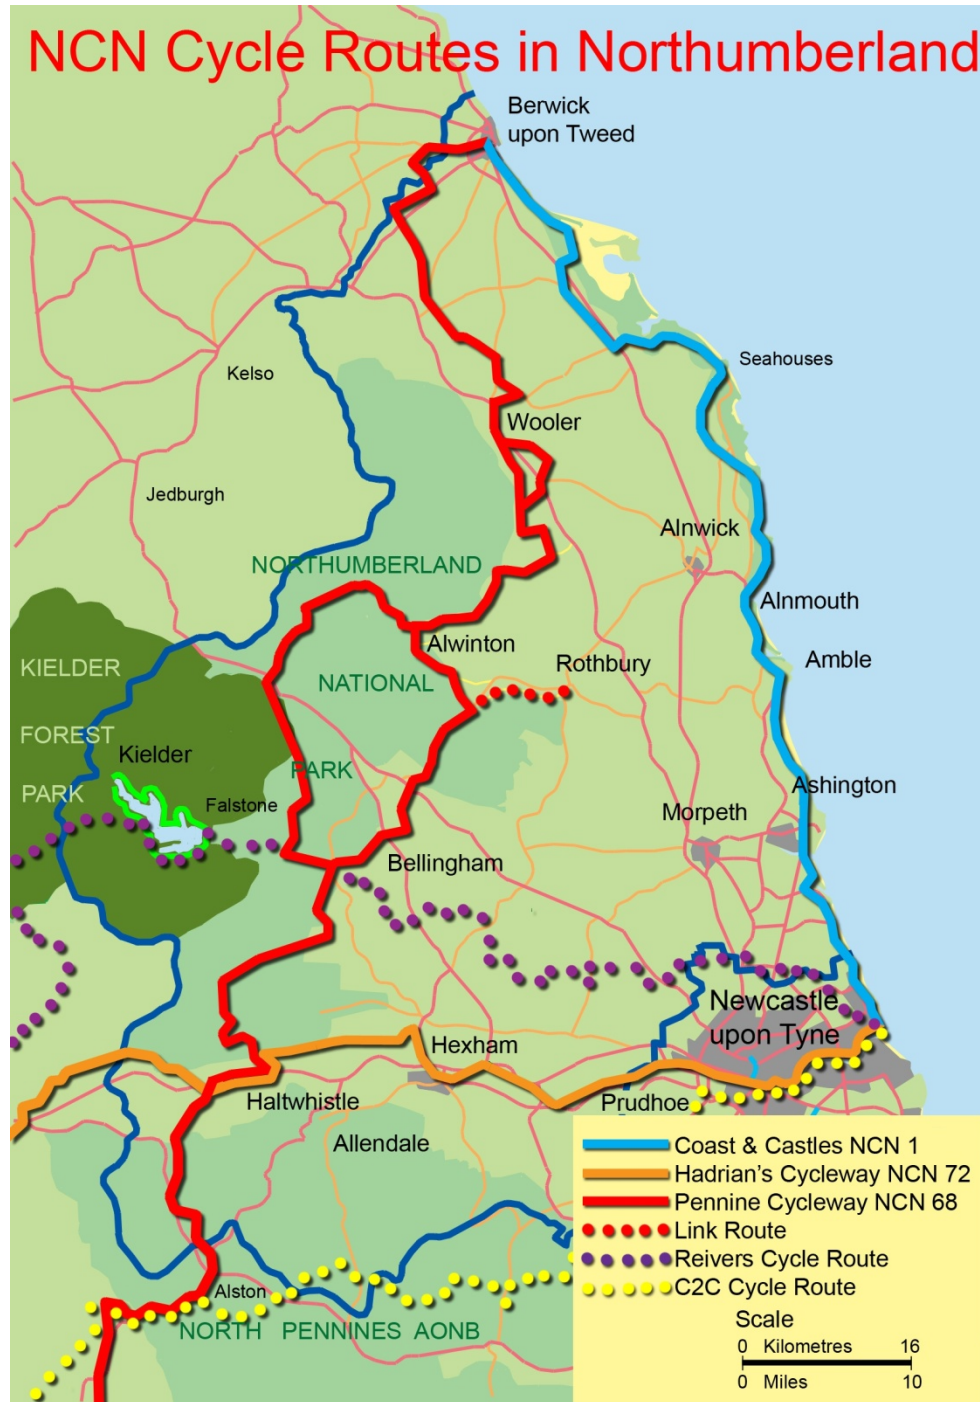 NCN Cycle Routes in Northumberland
Berwick
upon Tweed
Seahouses
Kelso
Wooler
Jedburgh
Alnwick
NORTHUMBERLAND
Alnmouth
Alwinton
Rothbury
Amble
KIELDER
NATIONAL
FOREST
Kielder
PARK
PARK
Falstone
Ashington
Morpeth
Bellingham
Newcastle
upon Tyne
Hexham
Haltwhistle
Prudhoe
Allendale
Alston
NORTH PENNINES AONB
Coast & Castles NCN 1
Hadrian's Cycleway NCN 72
Pennine Cycleway NCN 68
Link Route
Reivers Cycle Route
C2C Cycle Route
Scale
0 Kilometres 16
0 Miles 10